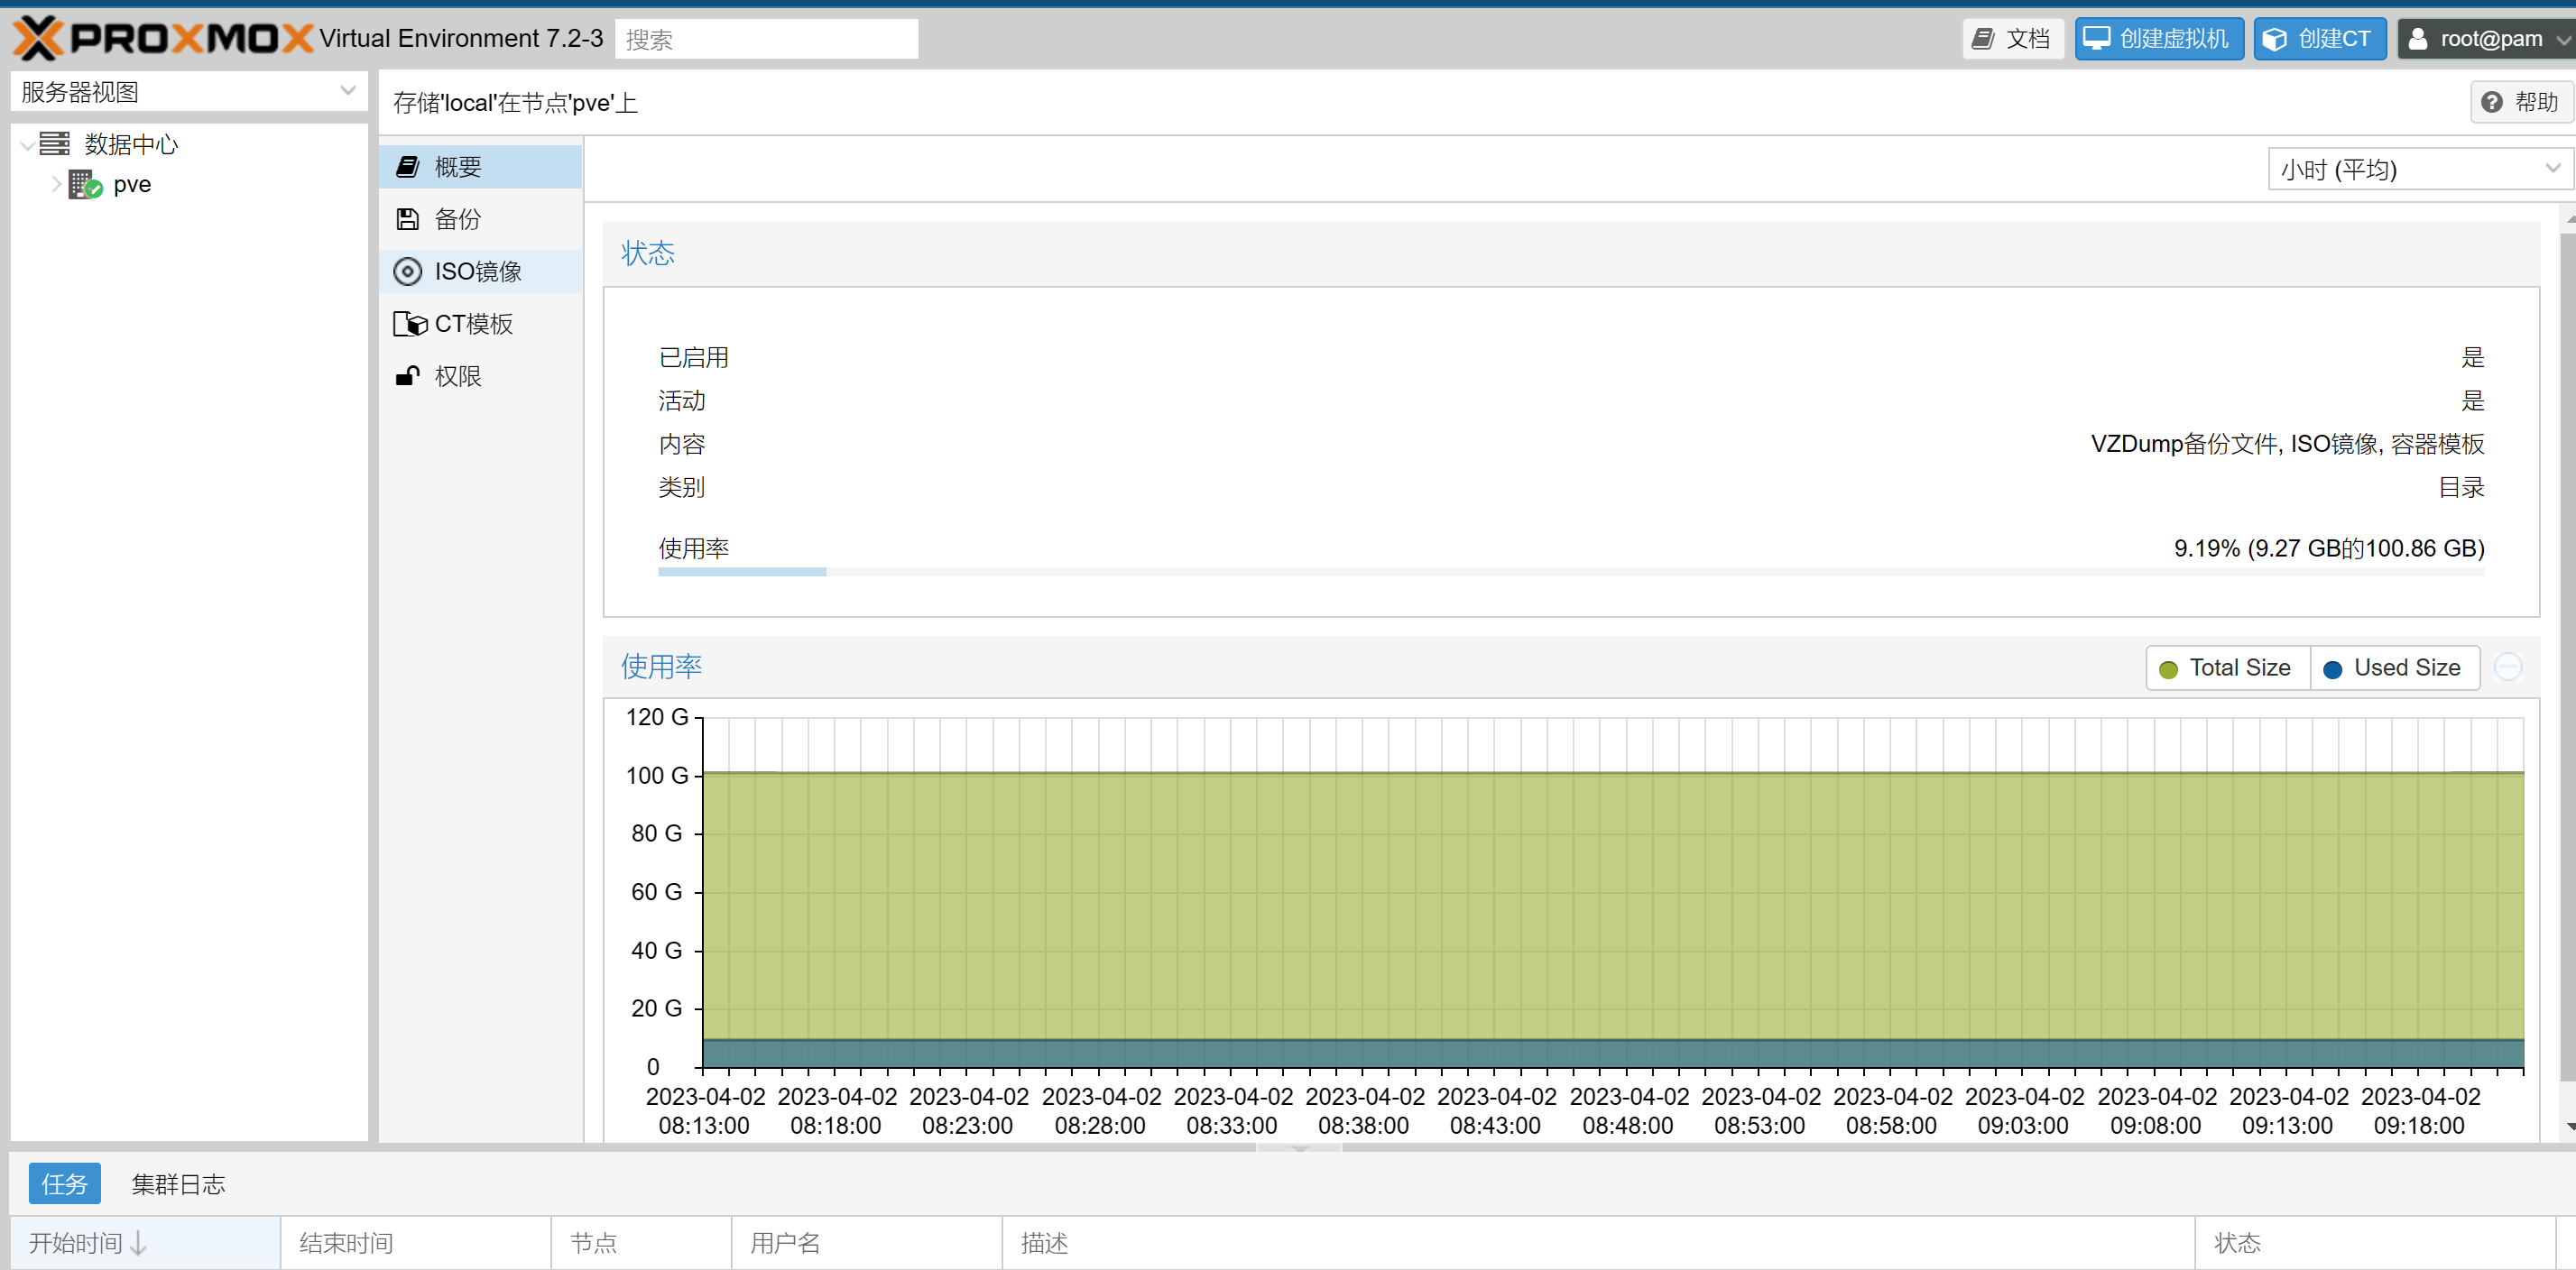 PROXMOX Virtual Environment 7.2-3 搜索 文档 创建虚拟机 创建CT root@pam
服务器视图
数据中心
pve
存储'local'在节点'pve'上 帮助
概要
备份
ISO镜像
CT模板
权限
小时 (平均)
状态
已启用 是
活动 是
内容 VZDump备份文件, ISO镜像, 容器模板
类别 目录
使用率 9.19% (9.27 GB的100.86 GB)
使用率 Total Size Used Size
120 G
100 G
80 G
60 G
40 G
20 G
0
2023-04-02 2023-04-02 2023-04-02 2023-04-02 2023-04-02 2023-04-02 2023-04-02 2023-04-02 2023-04-02 2023-04-02 2023-04-02 2023-04-02 2023-04-02 2023-04-02
08:13:00 08:18:00 08:23:00 08:28:00 08:33:00 08:38:00 08:43:00 08:48:00 08:53:00 08:58:00 09:03:00 09:08:00 09:13:00 09:18:00
任务 集群日志
开始时间 结束时间 节点 用户名 描述 状态